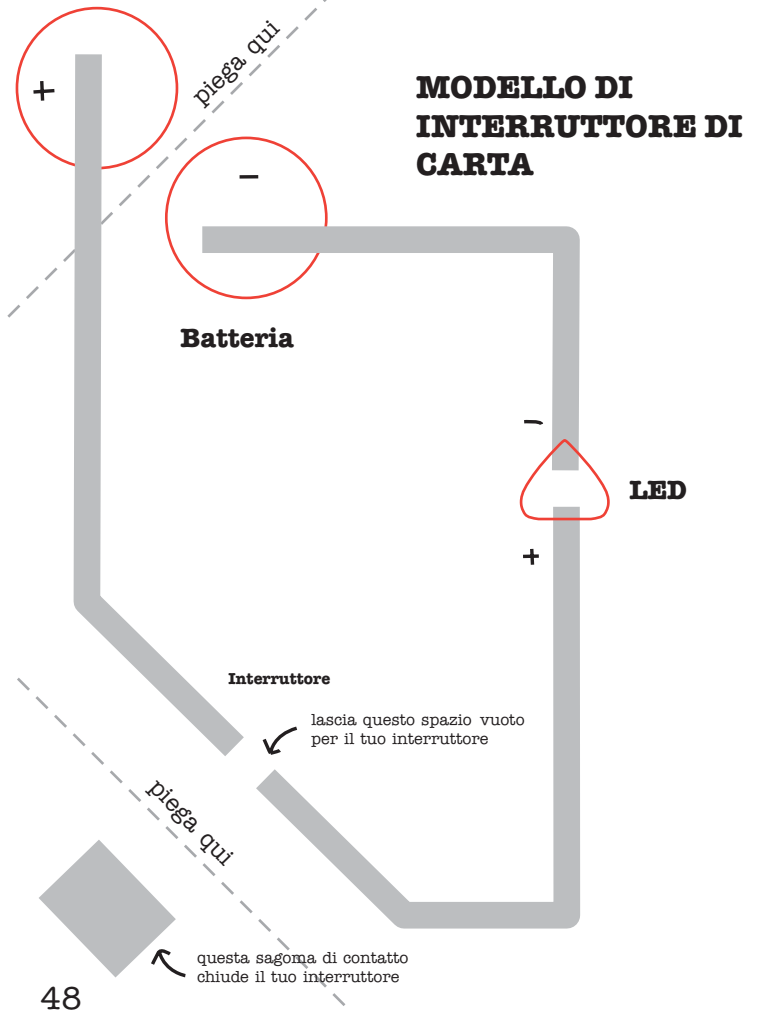 +
piega qui
MODELLO DI
INTERRUTTORE DI
CARTA
–
Batteria
–
LED
+
Interruttore
lascia questo spazio vuoto
per il tuo interruttore
piega qui
questa sagoma di contatto
chiude il tuo interruttore
48